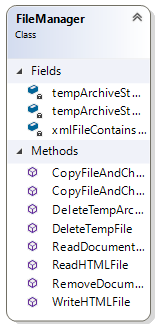 FileManager
Class
Fields
tempArchiveSt...
tempArchiveSt...
xmlFileContains...
Methods
CopyFileAndCh...
CopyFileAndCh...
DeleteTempArc...
DeleteTempFile
ReadDocument...
ReadHTMLFile
RemoveDocum...
WriteHTMLFile